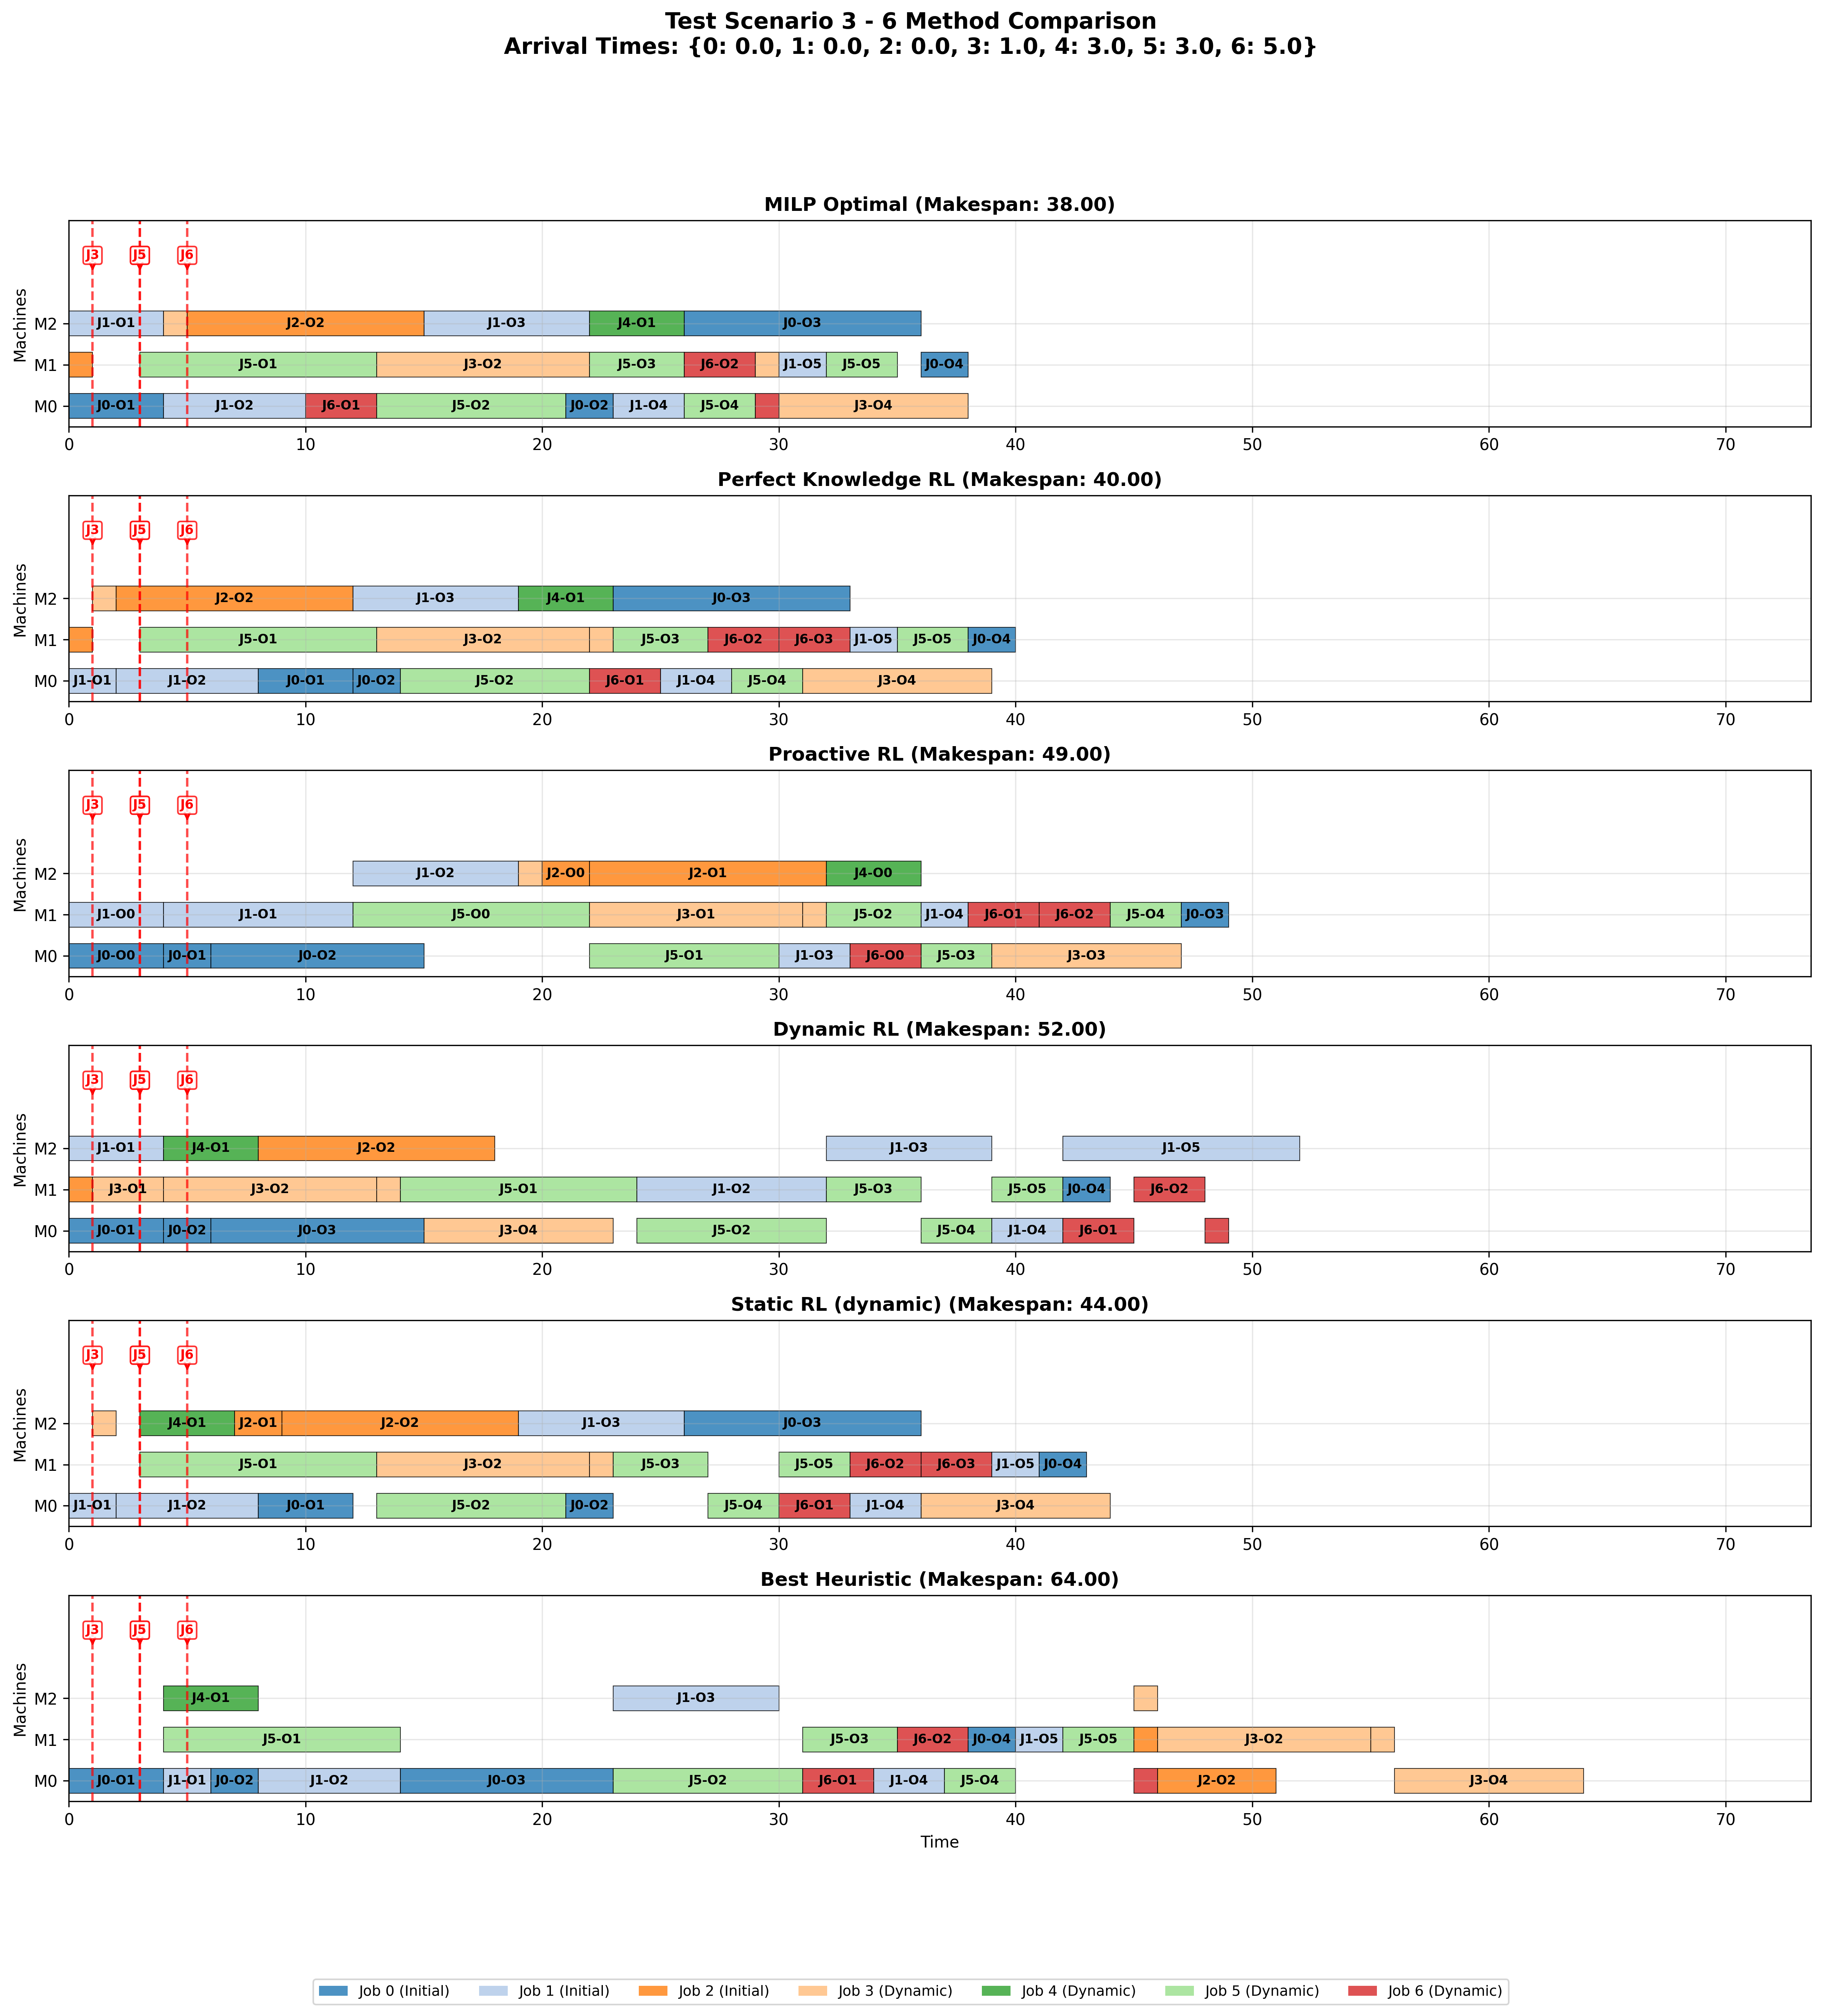 Test Scenario 3 - 6 Method Comparison
Arrival Times: {0: 0.0, 1: 0.0, 2: 0.0, 3: 1.0, 4: 3.0, 5: 3.0, 6: 5.0}
MILP Optimal (Makespan: 38.00)
J3 J5 J6
Machines
M2 J1-O1 J2-O2 J1-O3 J4-O1 J0-O3
M1 J5-O1 J3-O2 J5-O3 J6-O2 J1-O5 J5-O5 J0-O4
M0 J0-O1 J1-O2 J6-O1 J5-O2 J0-O2 J1-O4 J5-O4 J3-O4
0 10 20 30 40 50 60 70
Perfect Knowledge RL (Makespan: 40.00)
J3 J5 J6
Machines
M2 J2-O2 J1-O3 J4-O1 J0-O3
M1 J5-O1 J3-O2 J5-O3 J6-O2 J6-O3 J1-O5 J5-O5 J0-O4
M0 J1-O1 J1-O2 J0-O1 J0-O2 J5-O2 J6-O1 J1-O4 J5-O4 J3-O4
0 10 20 30 40 50 60 70
Proactive RL (Makespan: 49.00)
J3 J5 J6
Machines
M2 J1-O2 J2-O0 J2-O1 J4-O0
M1 J1-O0 J1-O1 J5-O0 J3-O1 J5-O2 J1-O4 J6-O1 J6-O2 J5-O4 J0-O3
M0 J0-O0 J0-O1 J0-O2 J5-O1 J1-O3 J6-O0 J5-O3 J3-O3
0 10 20 30 40 50 60 70
Dynamic RL (Makespan: 52.00)
J3 J5 J6
Machines
M2 J1-O1 J4-O1 J2-O2 J1-O3 J1-O5
M1 J3-O1 J3-O2 J5-O1 J1-O2 J5-O3 J5-O5 J0-O4 J6-O2
M0 J0-O1 J0-O2 J0-O3 J3-O4 J5-O2 J5-O4 J1-O4 J6-O1
0 10 20 30 40 50 60 70
Static RL (dynamic) (Makespan: 44.00)
J3 J5 J6
Machines
M2 J4-O1 J2-O1 J2-O2 J1-O3 J0-O3
M1 J5-O1 J3-O2 J5-O3 J5-O5 J6-O2 J6-O3 J1-O5 J0-O4
M0 J1-O1 J1-O2 J0-O1 J5-O2 J0-O2 J5-O4 J6-O1 J1-O4 J3-O4
0 10 20 30 40 50 60 70
Best Heuristic (Makespan: 64.00)
J3 J5 J6
Machines
M2 J4-O1 J1-O3
M1 J5-O1 J5-O3 J6-O2 J0-O4 J1-O5 J5-O5 J3-O2
M0 J0-O1 J1-O1 J0-O2 J1-O2 J0-O3 J5-O2 J6-O1 J1-O4 J5-O4 J2-O2 J3-O4
0 10 20 30 40 50 60 70
Time
Job 0 (Initial) Job 1 (Initial) Job 2 (Initial) Job 3 (Dynamic) Job 4 (Dynamic) Job 5 (Dynamic) Job 6 (Dynamic)